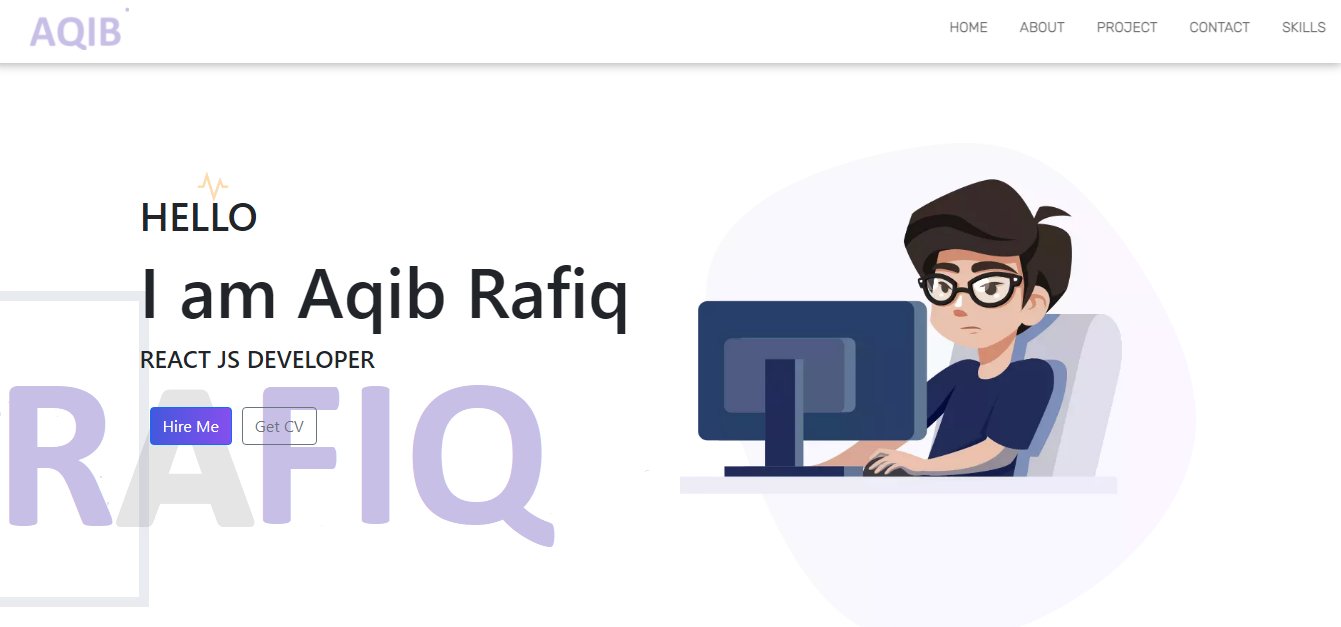 AQIB
HOME ABOUT PROJECT CONTACT SKILLS
HELLO
I am Aqib Rafiq
REACT JS DEVELOPER
RAFIQ
Hire Me Get CV